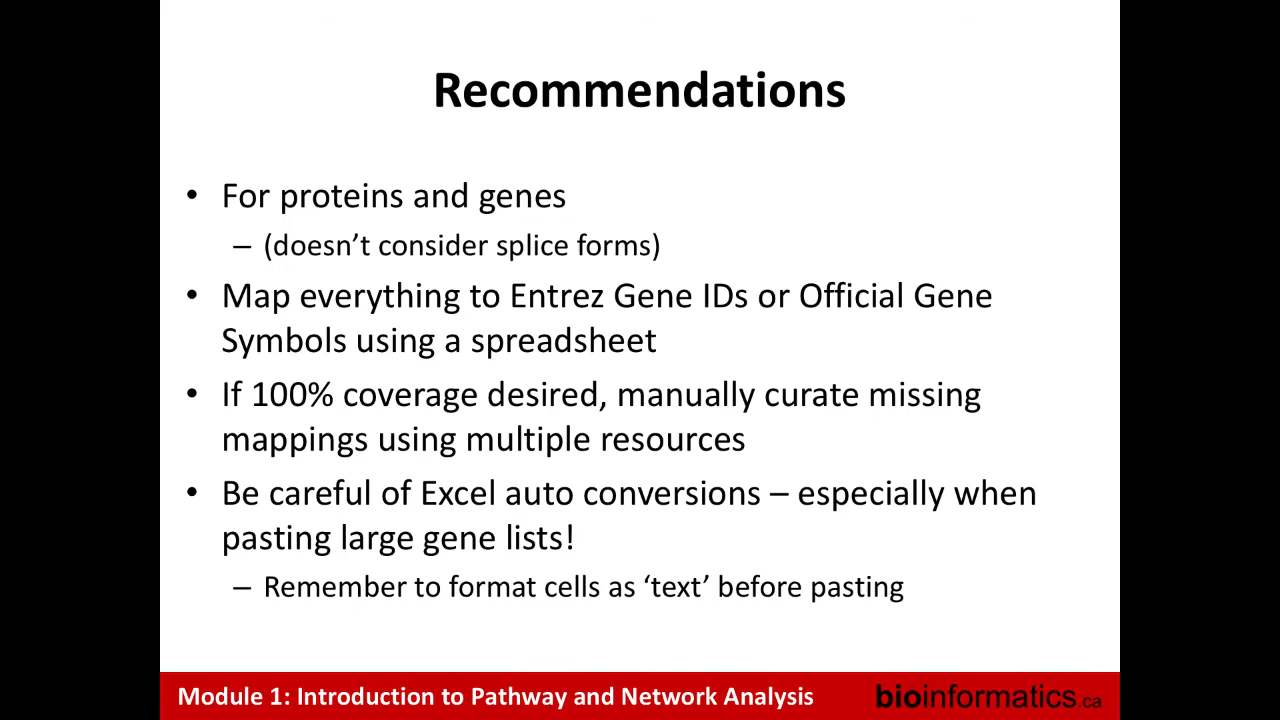 Recommendations
• For proteins and genes
– (doesn’t consider splice forms)
• Map everything to Entrez Gene IDs or Official Gene
Symbols using a spreadsheet
• If 100% coverage desired, manually curate missing
mappings using multiple resources
• Be careful of Excel auto conversions – especially when
pasting large gene lists!
– Remember to format cells as ‘text’ before pasting
Module 1: Introduction to Pathway and Network Analysis
bioinformatics.ca